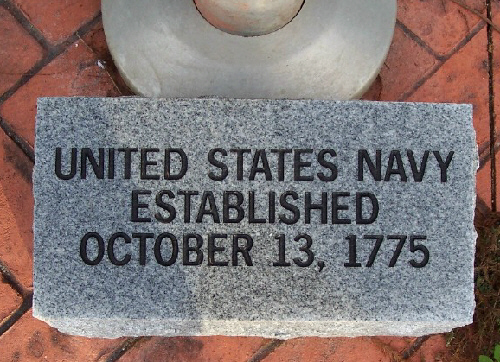 UNITED STATES NAVY
ESTABLISHED
OCTOBER 13, 1775